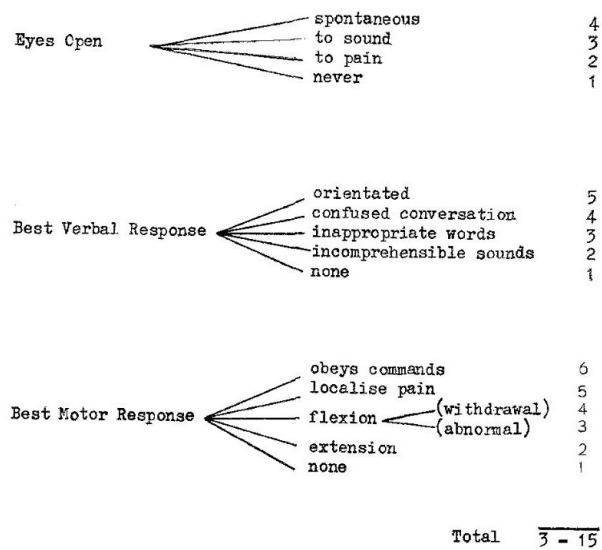 spontaneous 4
Eyes Open to sound 3
to pain 2
never 1
orientated 5
confused conversation 4
Best Verbal Response inappropriate words 3
incomprehensible sounds 2
none 1
obeys commands 6
localise pain 5
(withdrawal) 4
Best Motor Response flexion
(abnormal) 3
extension 2
none 1
Total 3 - 15